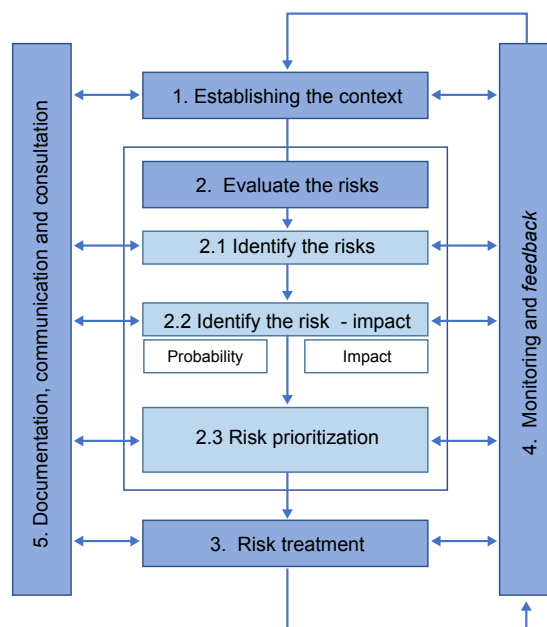 1. Establishing the context
2. Evaluate the risks
2.1 Identify the risks
2.2 Identify the risk - impact
Probability
Impact
2.3 Risk prioritization
3. Risk treatment
4. Monitoring and feedback
5. Documentation, communication and consultation